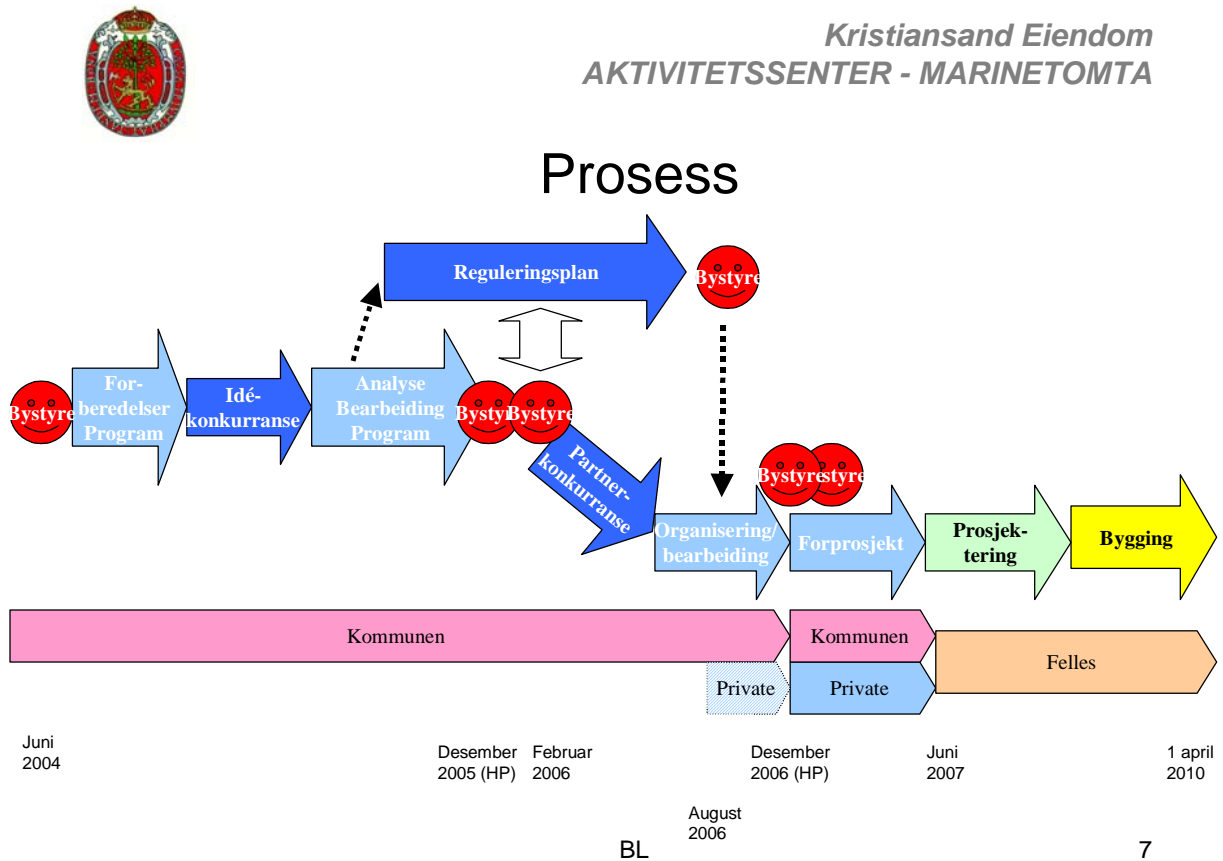 Kristiansand Eiendom
AKTIVITETSSENTER - MARINETOMTA
Prosess
Reguleringsplan
Bystyre
Bystyre
For-
beredelser
Program
Idé-
konkurranse
Analyse
Bearbeiding
Program
Bystyr
Bystyre
Partner-
konkurranse
Bystyre
styre
Organisering/
bearbeiding
Forprosjekt
Prosjek-
tering
Bygging
Kommunen
Kommunen
Felles
Private
Private
Juni
2004
Desember
2005 (HP)
Februar
2006
August
2006
Desember
2006 (HP)
Juni
2007
1 april
2010
BL
7